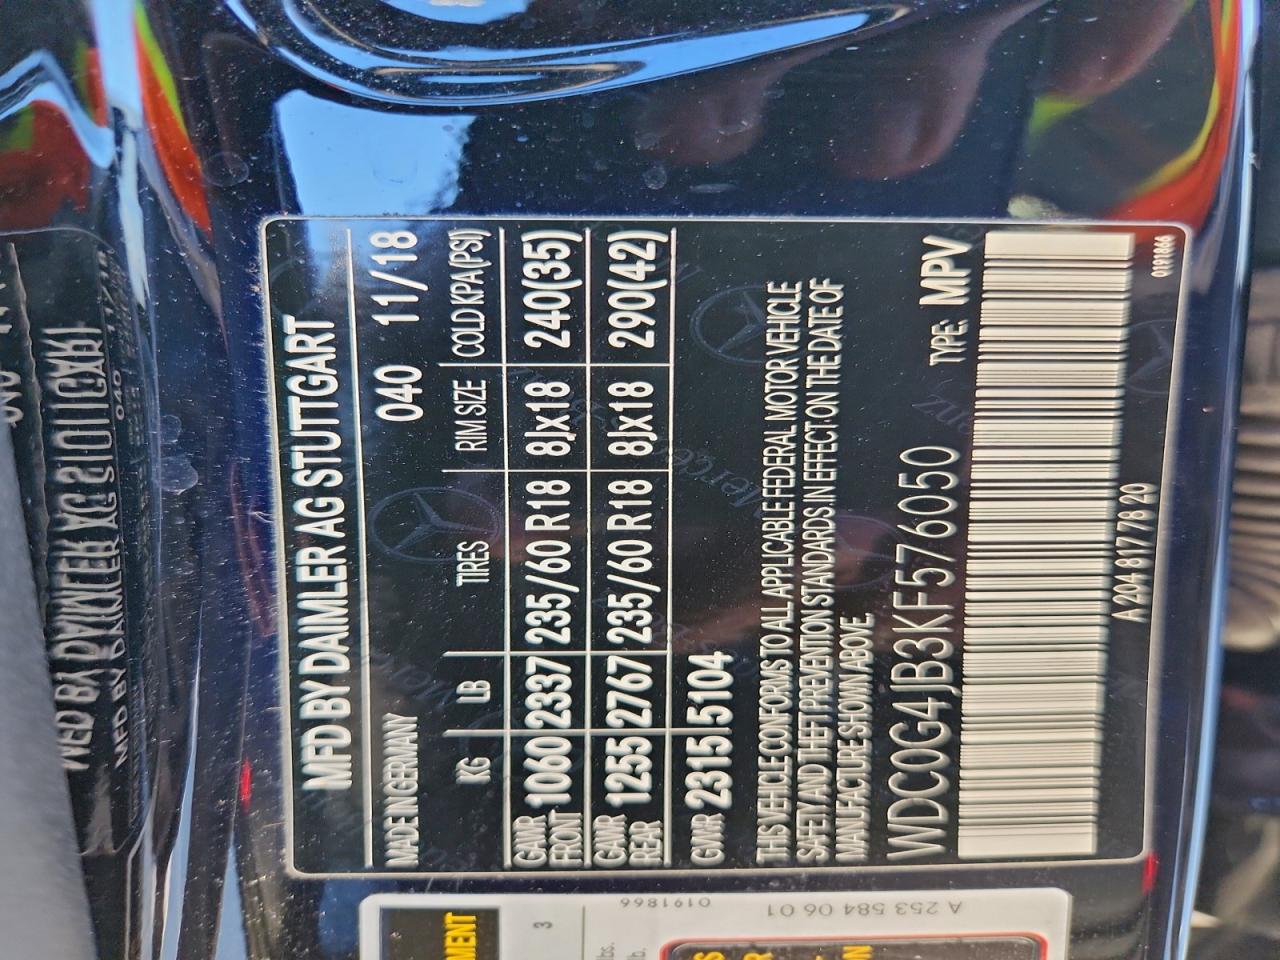 MFD BY DAIMLER AG STUTTGART
MADE IN GERMANY 040 11/18
KG LB TIRES RIM SIZE COLD KPA(PSI)
GAWR FRONT 1060 2337 235/60 R18 8Jx18 240(35)
GAWR REAR 1255 2767 235/60 R18 8Jx18 290(42)
GVWR 2315 5104
THIS VEHICLE CONFORMS TO ALL APPLICABLE FEDERAL MOTOR VEHICLE
SAFETY AND THEFT PREVENTION STANDARDS IN EFFECT ON THE DATE OF
MANUFACTURE SHOWN ABOVE.
WDC0G4JB3KF576050 TYPE: MPV
A 204 817 78 20
0191866
A 253 584 06 01
0191866
3
MENT